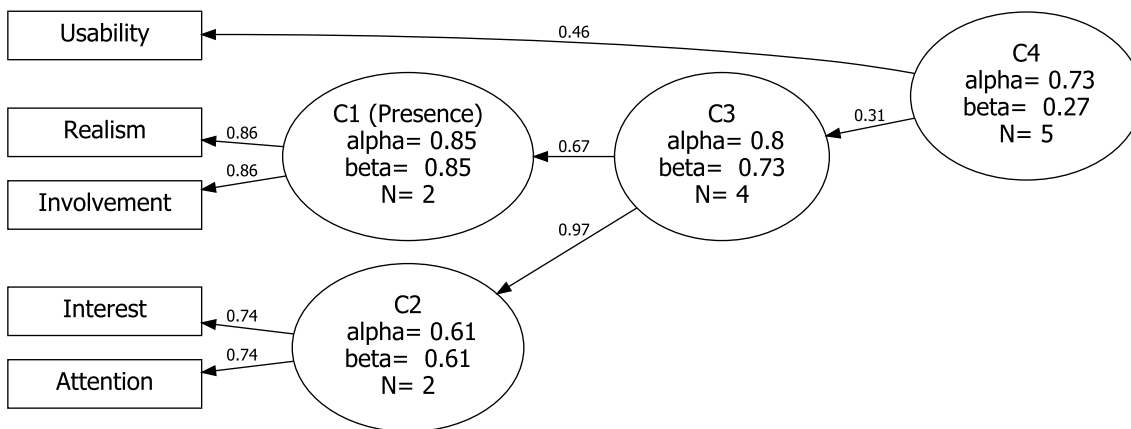 Usability
Realism
Involvement
Interest
Attention
0.46
0.86
0.86
0.74
0.74
C1 (Presence)
alpha= 0.85
beta= 0.85
N= 2
C2
alpha= 0.61
beta= 0.61
N= 2
0.67
0.97
C3
alpha= 0.8
beta= 0.73
N= 4
0.31
C4
alpha= 0.73
beta= 0.27
N= 5